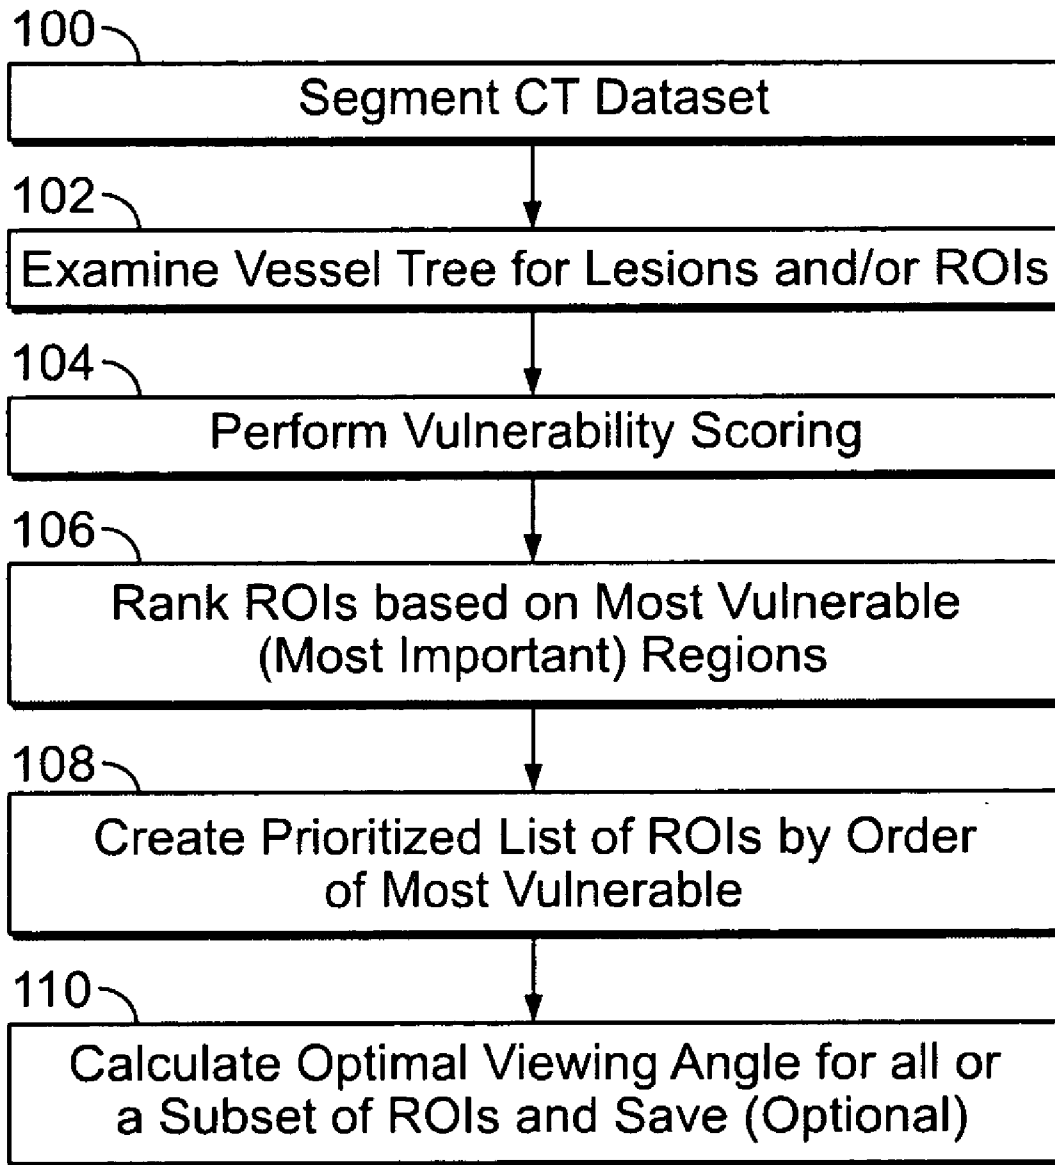 100
Segment CT Dataset
102
Examine Vessel Tree for Lesions and/or ROIs
104
Perform Vulnerability Scoring
106
Rank ROIs based on Most Vulnerable
(Most Important) Regions
108
Create Prioritized List of ROIs by Order
of Most Vulnerable
110
Calculate Optimal Viewing Angle for all or
a Subset of ROIs and Save (Optional)